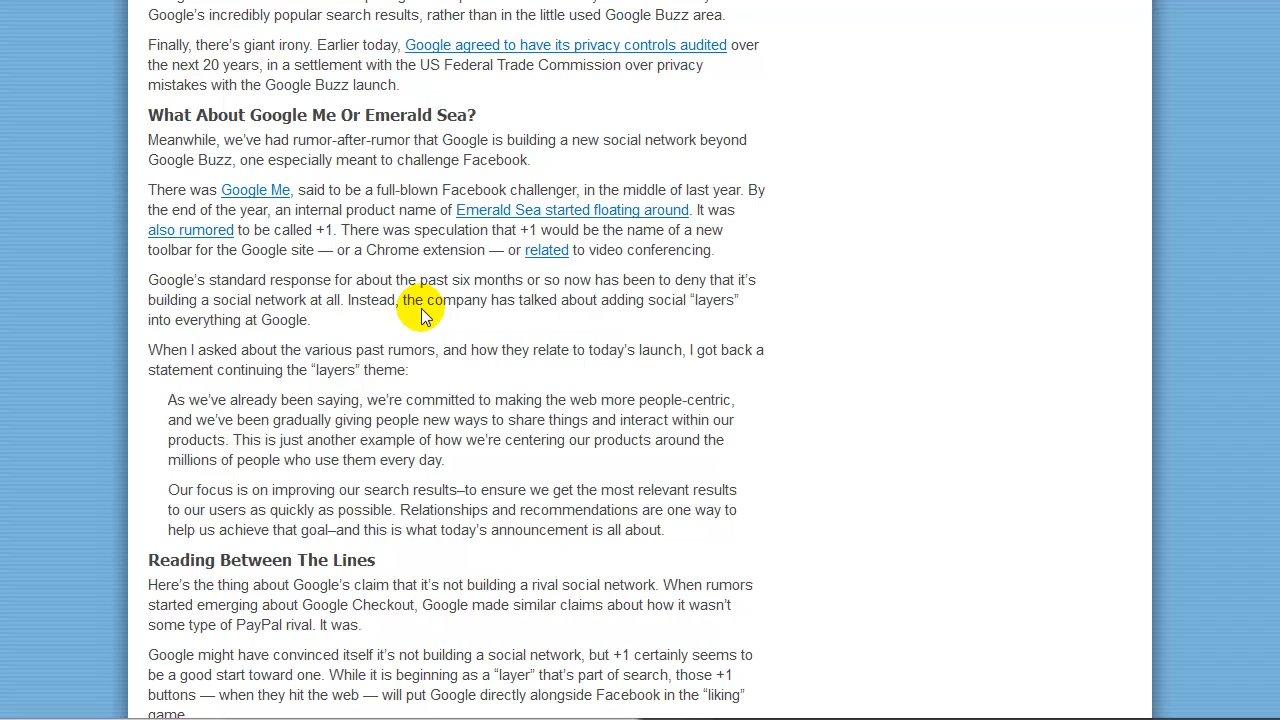 Google’s incredibly popular search results, rather than in the little used Google Buzz area.
Finally, there’s giant irony. Earlier today, Google agreed to have its privacy controls audited over
the next 20 years, in a settlement with the US Federal Trade Commission over privacy
mistakes with the Google Buzz launch.
What About Google Me Or Emerald Sea?
Meanwhile, we’ve had rumor-after-rumor that Google is building a new social network beyond
Google Buzz, one especially meant to challenge Facebook.
There was Google Me, said to be a full-blown Facebook challenger, in the middle of last year. By
the end of the year, an internal product name of Emerald Sea started floating around. It was
also rumored to be called +1. There was speculation that +1 would be the name of a new
toolbar for the Google site — or a Chrome extension — or related to video conferencing.
Google’s standard response for about the past six months or so now has been to deny that it’s
building a social network at all. Instead, the company has talked about adding social “layers”
into everything at Google.
When I asked about the various past rumors, and how they relate to today’s launch, I got back a
statement continuing the “layers” theme:
As we’ve already been saying, we’re committed to making the web more people-centric,
and we’ve been gradually giving people new ways to share things and interact within our
products. This is just another example of how we’re centering our products around the
millions of people who use them every day.
Our focus is on improving our search results–to ensure we get the most relevant results
to our users as quickly as possible. Relationships and recommendations are one way to
help us achieve that goal–and this is what today’s announcement is all about.
Reading Between The Lines
Here’s the thing about Google’s claim that it’s not building a rival social network. When rumors
started emerging about Google Checkout, Google made similar claims about how it wasn’t
some type of PayPal rival. It was.
Google might have convinced itself it’s not building a social network, but +1 certainly seems to
be a good start toward one. While it is beginning as a “layer” that’s part of search, those +1
buttons — when they hit the web — will put Google directly alongside Facebook in the “liking”
game.